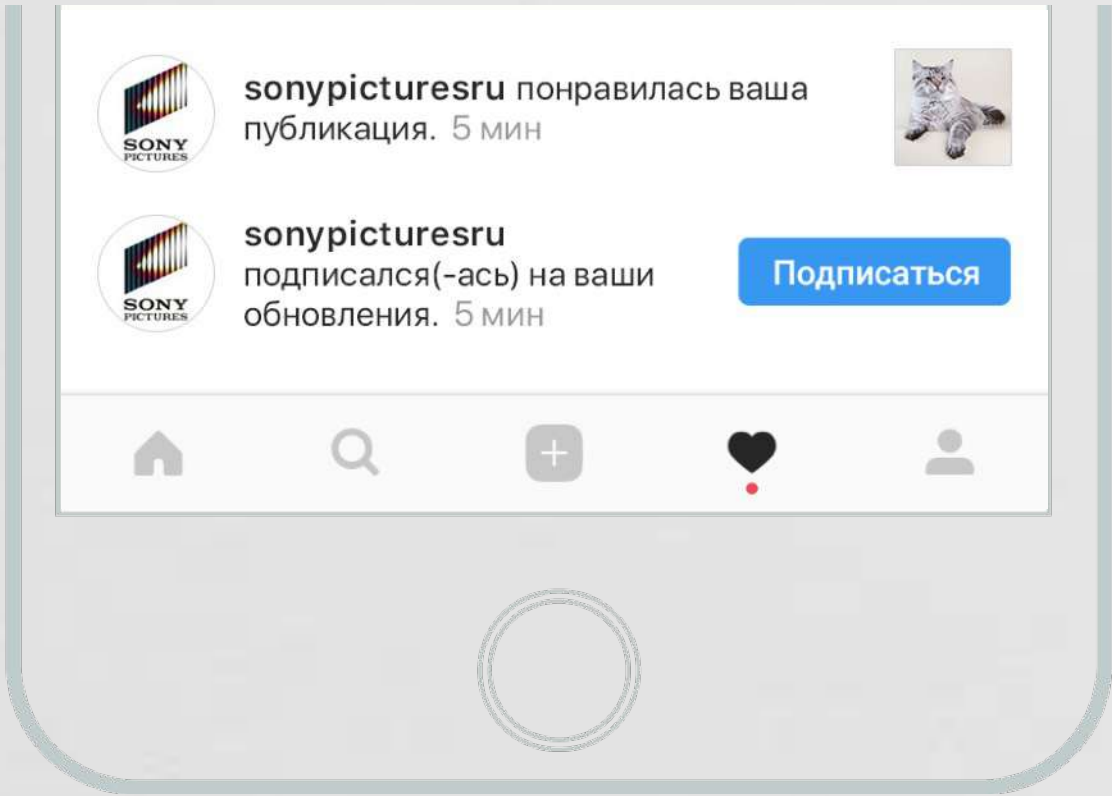 sonypicturesru понравилась ваша
публикация. 5 мин
SONY
PICTURES
sonypicturesru
подписался(-ась) на ваши
обновления. 5 мин
Подписаться
SONY
PICTURES